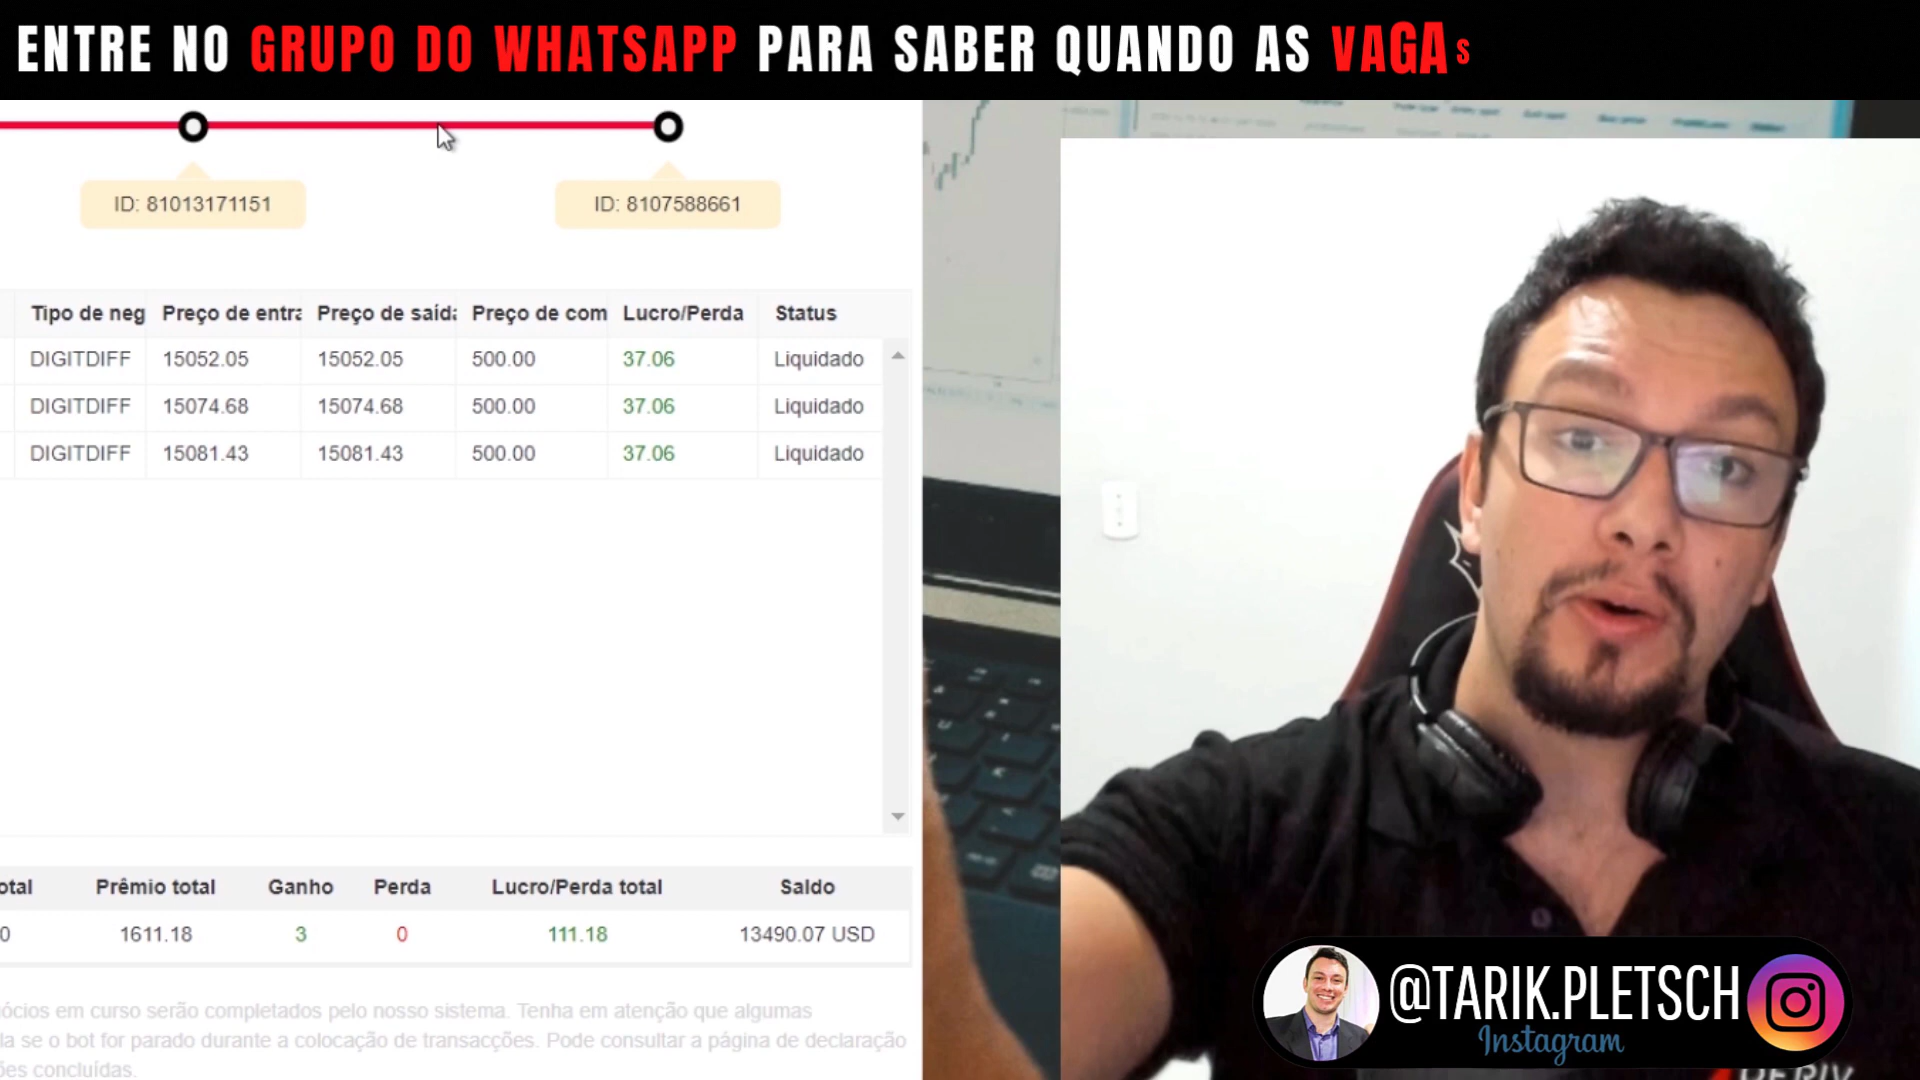 ENTRE NO GRUPO DO WHATSAPP PARA SABER QUANDO AS VAGAS
ID: 81013171151
ID: 8107588661
Tipo de neg Preço de entra Preço de saída Preço de com Lucro/Perda Status
DIGITDIFF 15052.05 15052.05 500.00 37.06 Liquidado
DIGITDIFF 15074.68 15074.68 500.00 37.06 Liquidado
DIGITDIFF 15081.43 15081.43 500.00 37.06 Liquidado
otal Prêmio total Ganho Perda Lucro/Perda total Saldo
0 1611.18 3 0 111.18 13490.07 USD
ócios em curso serão completados pelo nosso sistema. Tenha em atenção que algumas
la se o bot for parado durante a colocação de transacções. Pode consultar a página de declaração
ões concluídas.
@TARIK.PLETSCH
Instagram
DERIV